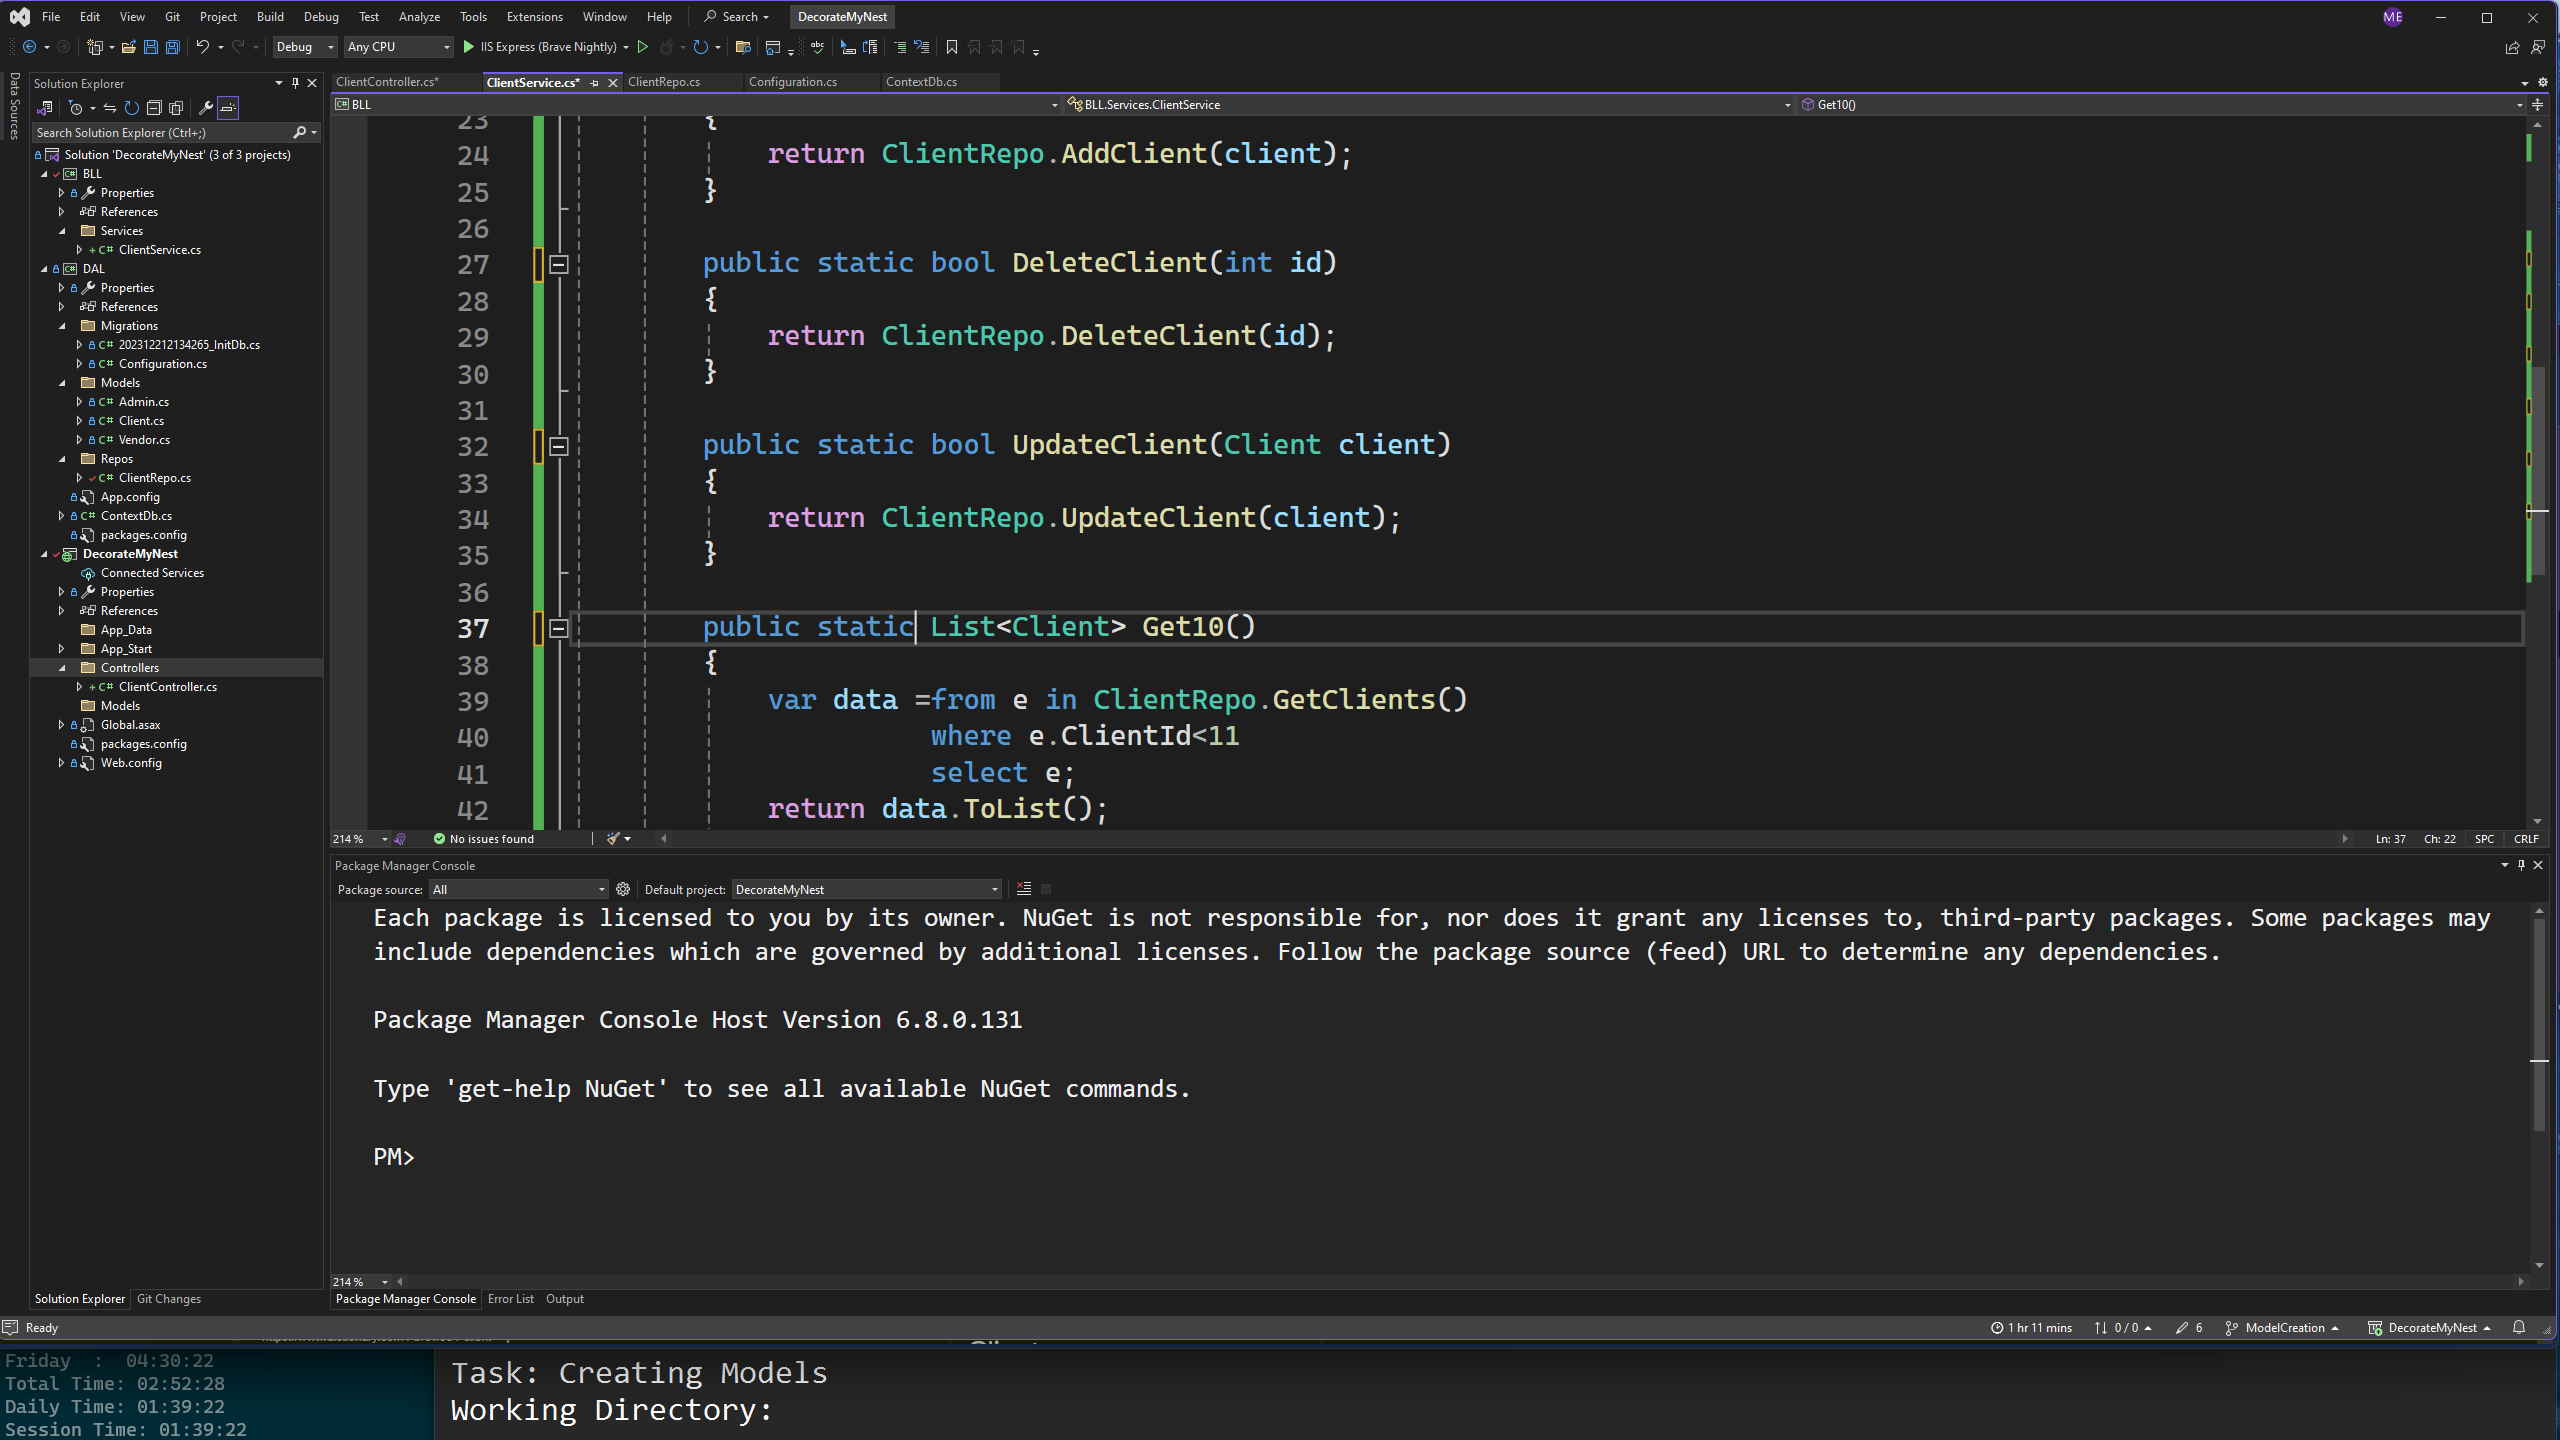 File Edit View Git Project Build Debug Test Analyze Tools Extensions Window Help Search DecorateMyNest ME
Debug Any CPU IIS Express (Brave Nightly)
Data Sources
Solution Explorer
Search Solution Explorer (Ctrl+;)
Solution 'DecorateMyNest' (3 of 3 projects)
BLL
Properties
References
Services
ClientService.cs
DAL
Properties
References
Migrations
202312212134265_InitDb.cs
Configuration.cs
Models
Admin.cs
Client.cs
Vendor.cs
Repos
ClientRepo.cs
App.config
ContextDb.cs
packages.config
DecorateMyNest
Connected Services
Properties
References
App_Data
App_Start
Controllers
ClientController.cs
Models
Global.asax
packages.config
Web.config
Solution Explorer Git Changes
ClientController.cs* ClientService.cs* ClientRepo.cs Configuration.cs ContextDb.cs
BLL BLL.Services.ClientService Get10()
23 {
24 return ClientRepo.AddClient(client);
25 }
26
27 public static bool DeleteClient(int id)
28 {
29 return ClientRepo.DeleteClient(id);
30 }
31
32 public static bool UpdateClient(Client client)
33 {
34 return ClientRepo.UpdateClient(client);
35 }
36
37 public static List<Client> Get10()
38 {
39 var data =from e in ClientRepo.GetClients()
40 where e.ClientId<11
41 select e;
42 return data.ToList();
214 % No issues found Ln: 37 Ch: 22 SPC CRLF
Package Manager Console
Package source: All Default project: DecorateMyNest
Each package is licensed to you by its owner. NuGet is not responsible for, nor does it grant any licenses to, third-party packages. Some packages may
include dependencies which are governed by additional licenses. Follow the package source (feed) URL to determine any dependencies.
Package Manager Console Host Version 6.8.0.131
Type 'get-help NuGet' to see all available NuGet commands.
PM>
214 %
Package Manager Console Error List Output
Ready 1 hr 11 mins 0 / 0 6 ModelCreation DecorateMyNest
Friday : 04:30:22
Total Time: 02:52:28
Daily Time: 01:39:22
Session Time: 01:39:22
Task: Creating Models
Working Directory: